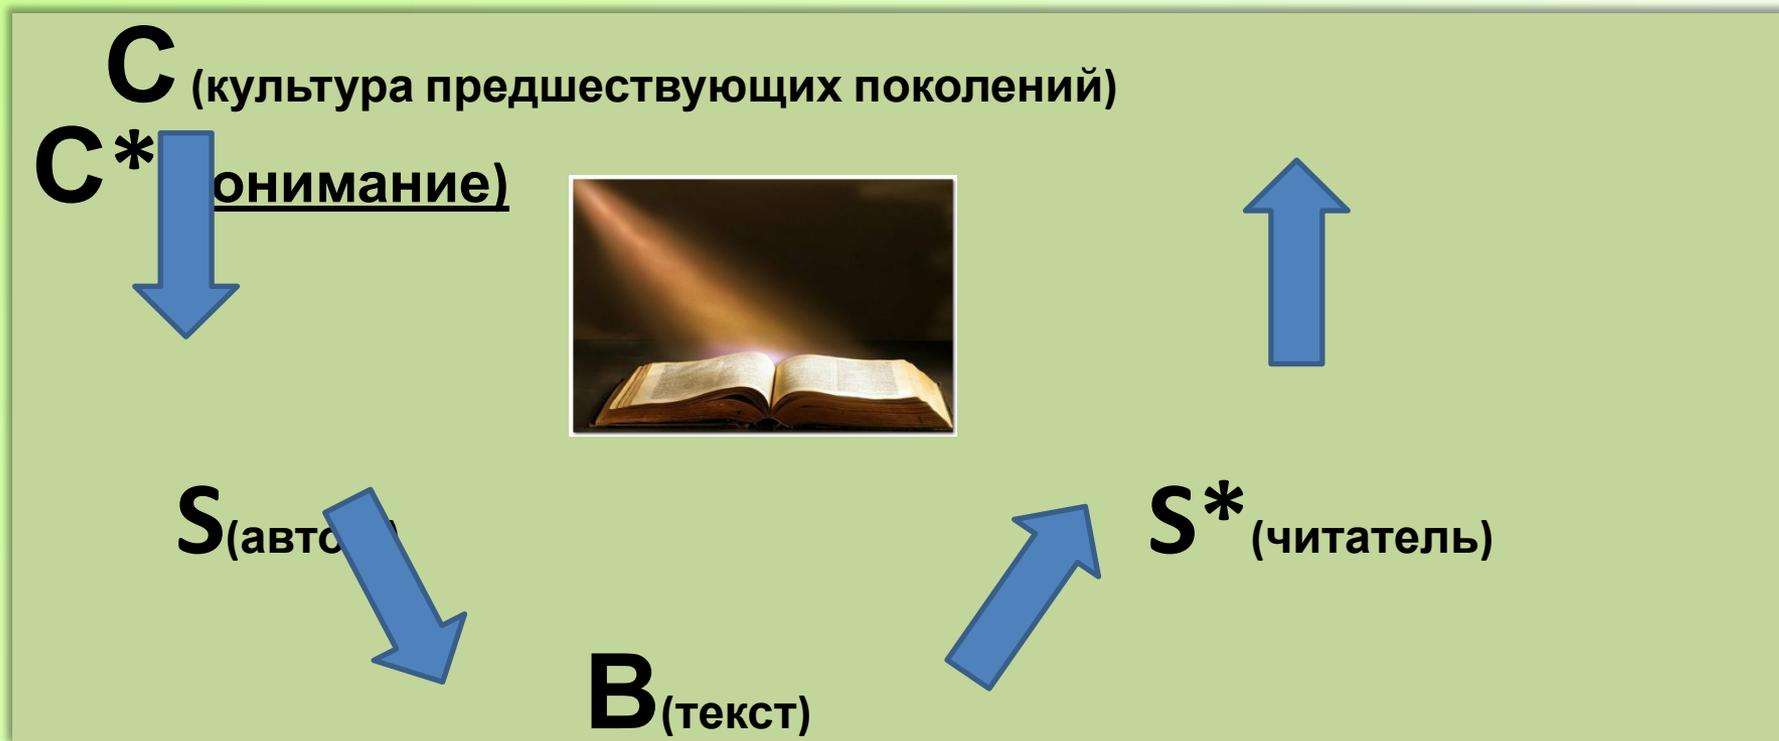 C (культура предшествующих поколений)
C* онимание)
S(авто )
S*(читатель)
B(текст)